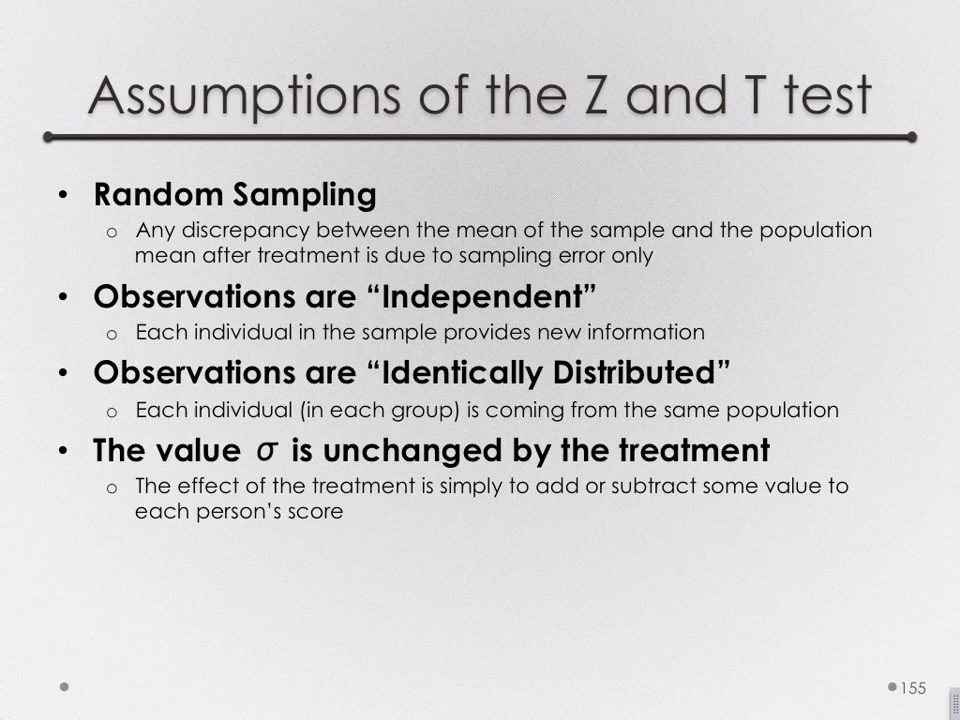 Assumptions of the Z and T test
• Random Sampling
o Any discrepancy between the mean of the sample and the population
mean after treatment is due to sampling error only
• Observations are “Independent”
o Each individual in the sample provides new information
• Observations are “Identically Distributed”
o Each individual (in each group) is coming from the same population
• The value σ is unchanged by the treatment
o The effect of the treatment is simply to add or subtract some value to
each person’s score
155